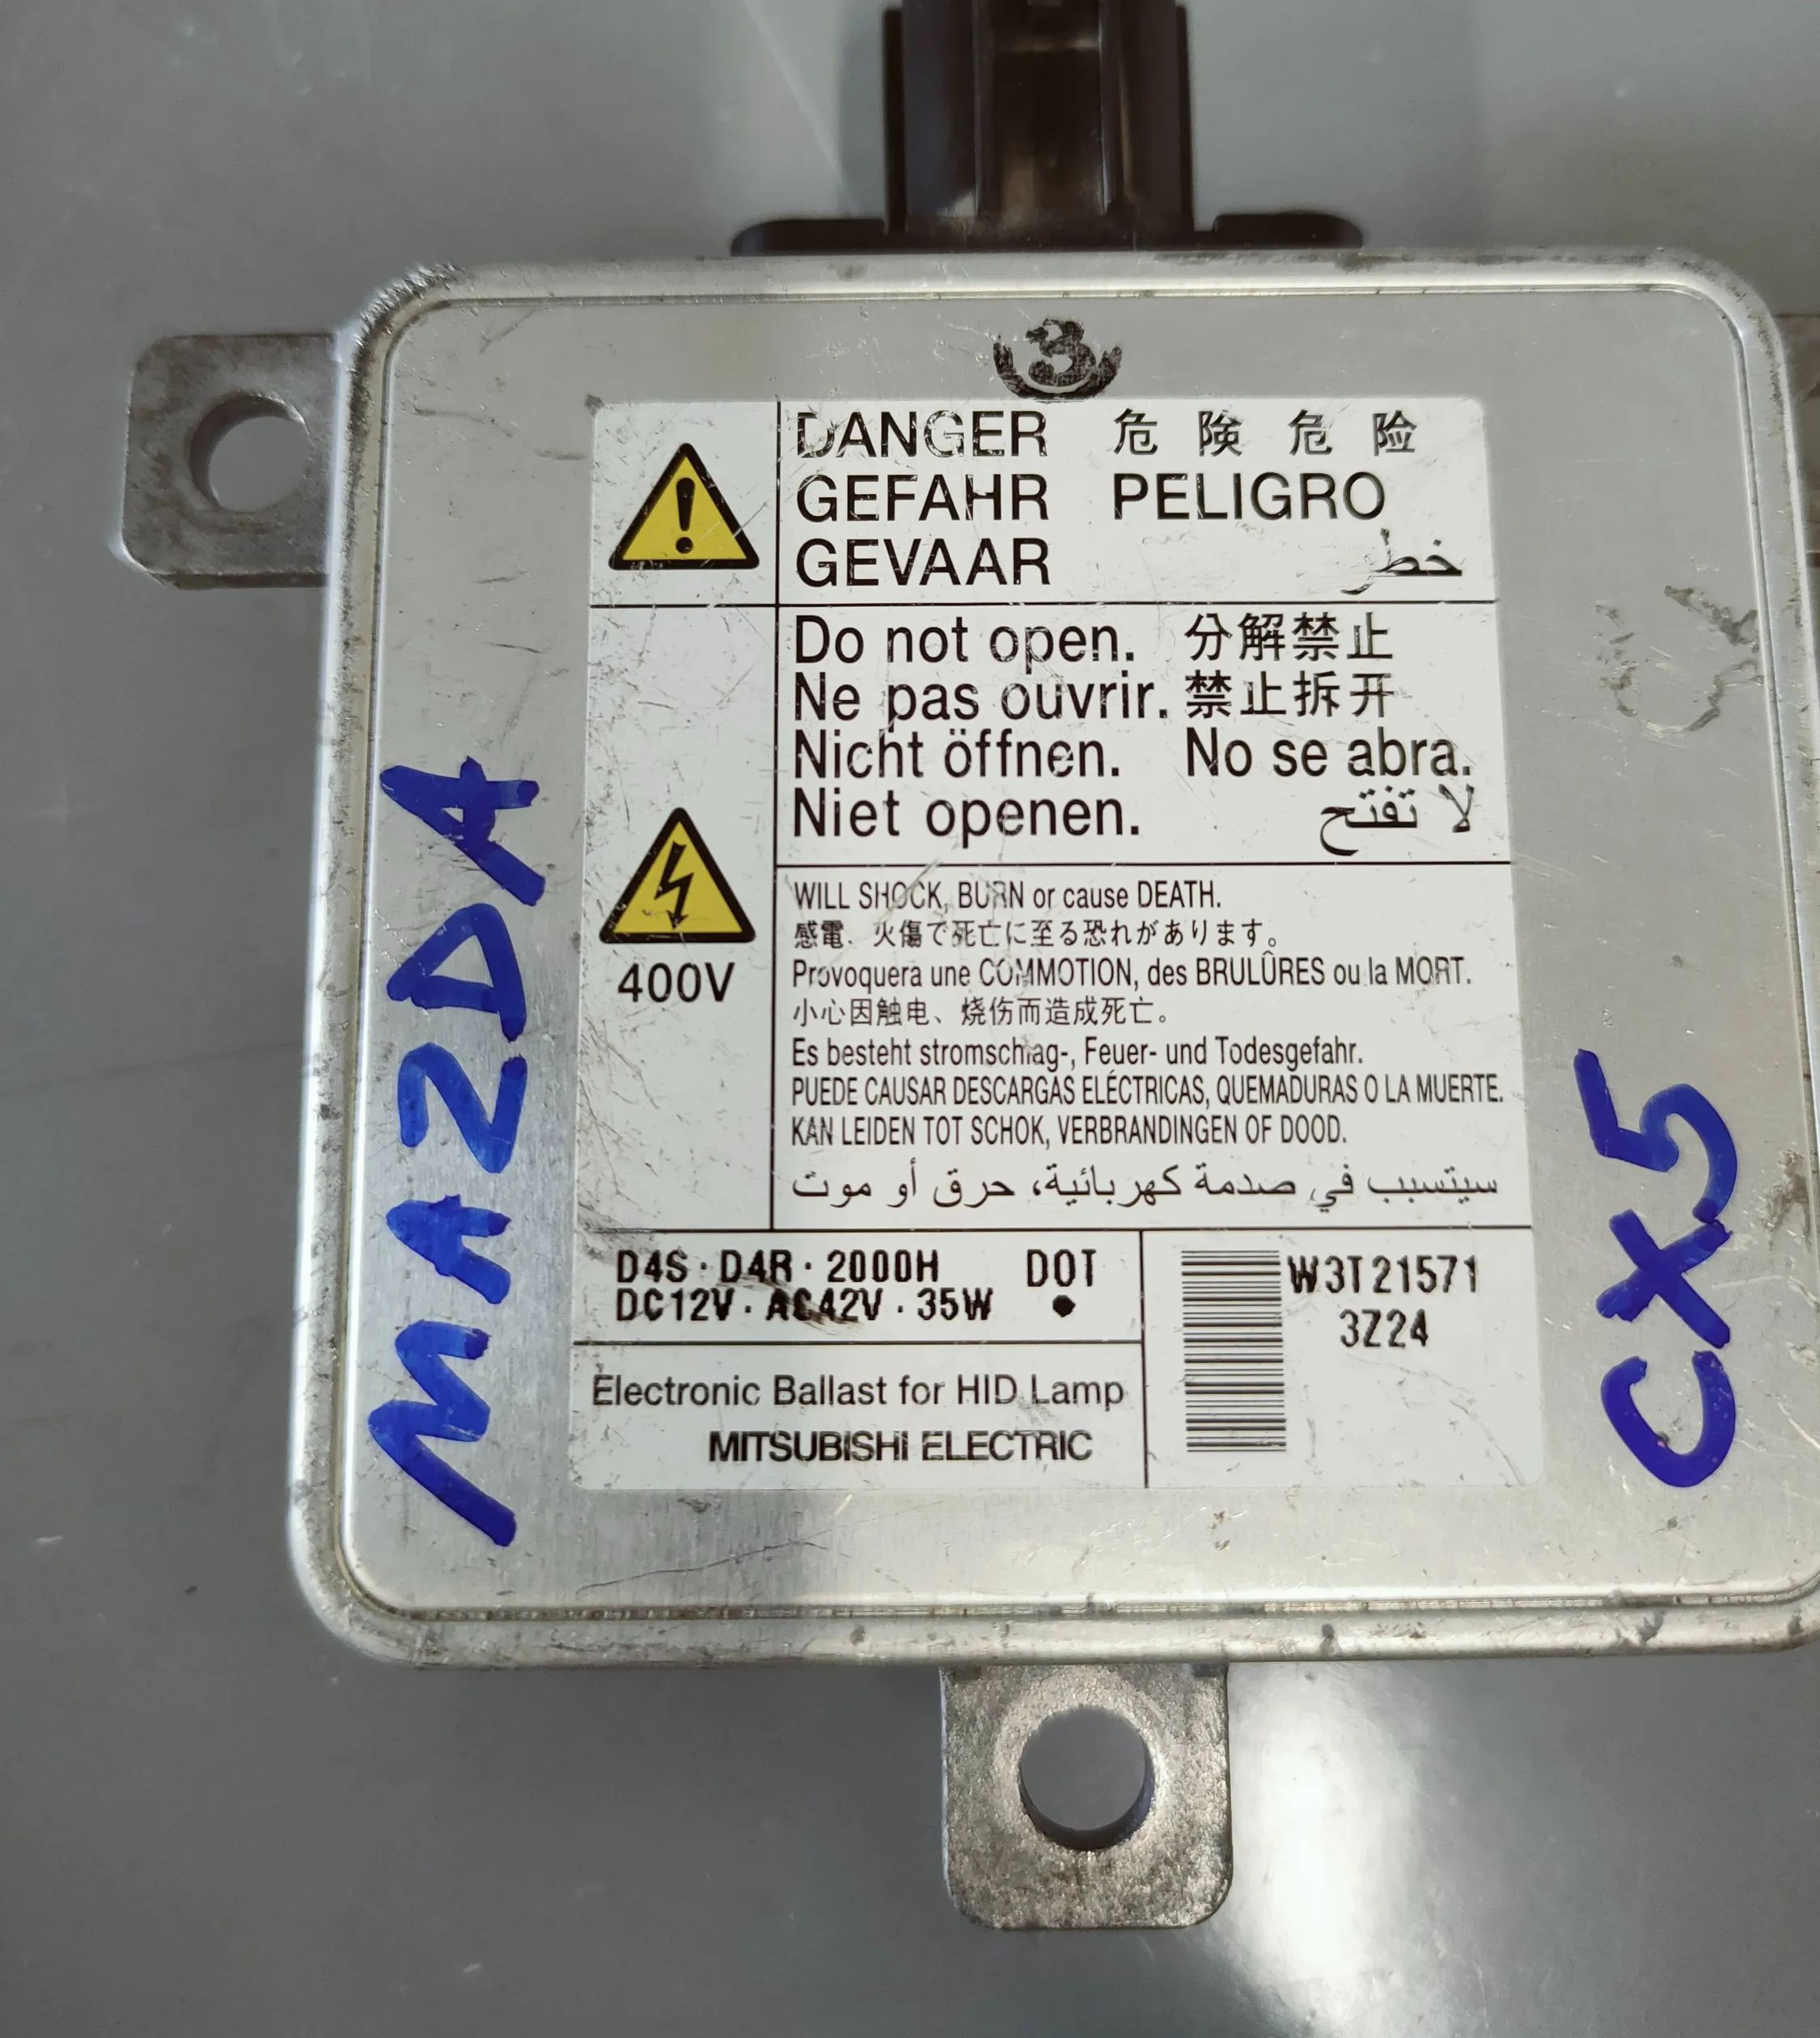 3
DANGER 危険 危险
GEFAHR PELIGRO
GEVAAR خطر
Do not open. 分解禁止
Ne pas ouvrir. 禁止拆开
Nicht öffnen. No se abra.
Niet openen. لا تفتح
400V
WILL SHOCK, BURN or cause DEATH.
感電、火傷で死亡に至る恐れがあります。
Provoquera une COMMOTION, des BRULÛRES ou la MORT.
小心因触电、烧伤而造成死亡。
Es besteht stromschlag-, Feuer- und Todesgefahr.
PUEDE CAUSAR DESCARGAS ELÉCTRICAS, QUEMADURAS O LA MUERTE.
KAN LEIDEN TOT SCHOK, VERBRANDINGEN OF DOOD.
سيتسبب في صدمة كهربائية، حرق أو موت
D4S · D4R · 2000H DOT
DC12V · AC42V · 35W
Electronic Ballast for HID Lamp
MITSUBISHI ELECTRIC
W3T21571
3Z24
MAZDA
CX5